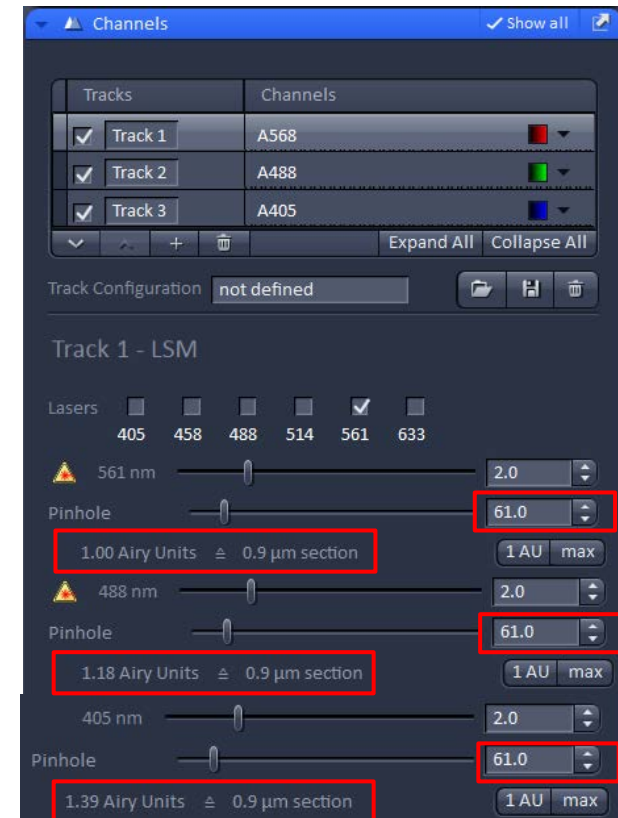 Channels Show all
Tracks Channels
Track 1 A568
Track 2 A488
Track 3 A405
+ Expand All Collapse All
Track Configuration not defined
Track 1 - LSM
Lasers
405 458 488 514 561 633
561 nm 2.0
Pinhole 61.0
1.00 Airy Units ≙ 0.9 µm section 1 AU max
488 nm 2.0
Pinhole 61.0
1.18 Airy Units ≙ 0.9 µm section 1 AU max
405 nm 2.0
Pinhole 61.0
1.39 Airy Units ≙ 0.9 µm section 1 AU max